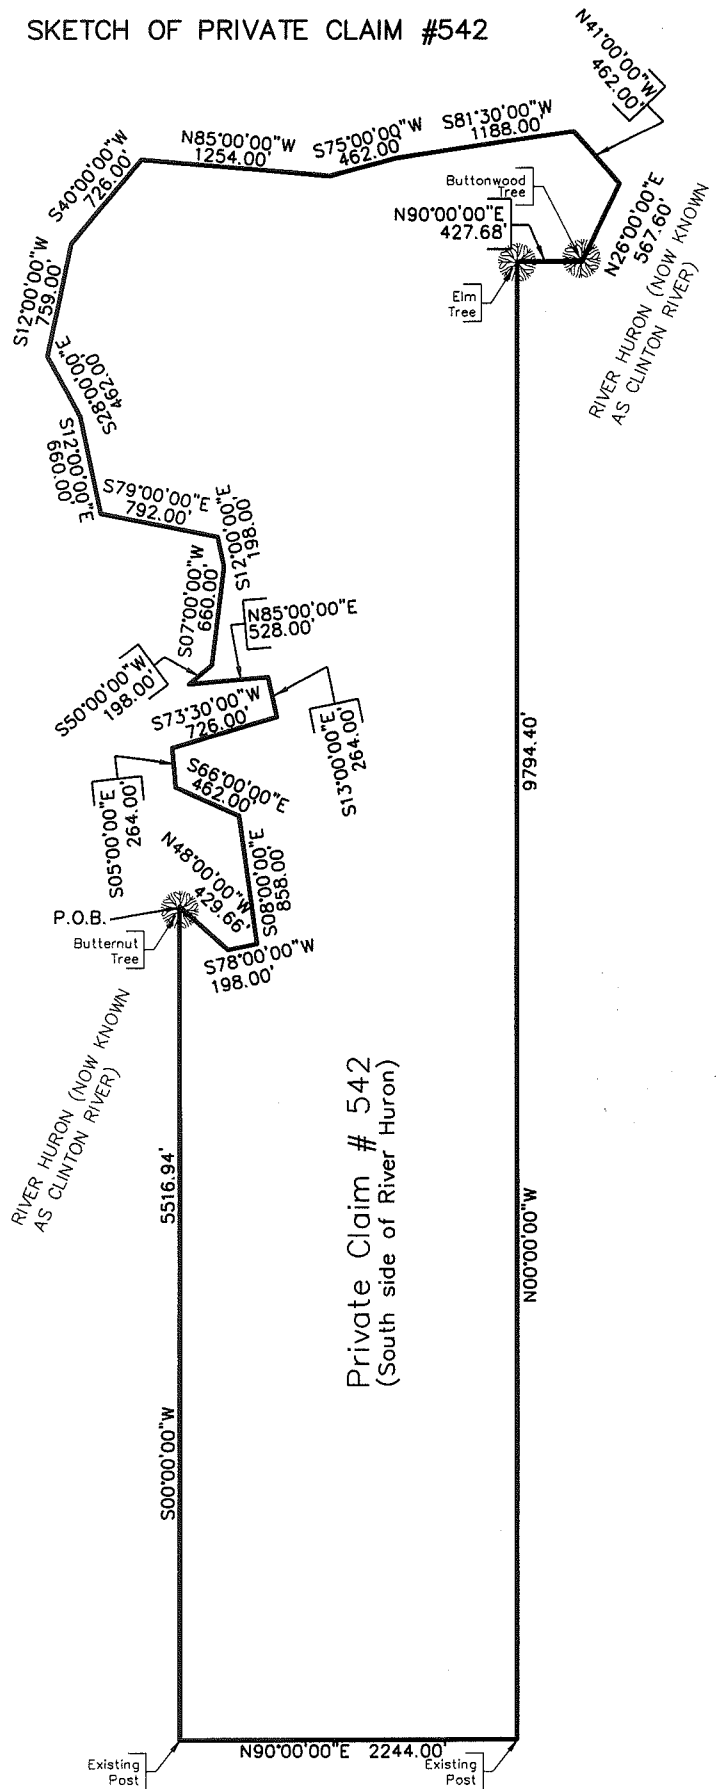 SKETCH OF PRIVATE CLAIM #542
N41°00'00"W
462.00'
S81°30'00"W
1188.00'
S75°00'00"W
462.00'
N85°00'00"W
1254.00'
S40°00'00"W
726.00'
Buttonwood
Tree
N90°00'00"E
427.68'
N26°00'00"E
567.60'
RIVER HURON (NOW KNOWN
AS CLINTON RIVER)
Elm
Tree
S12°00'00"W
759.00'
S28°00'00"E
462.00'
S12°00'00"E
660.00'
S79°00'00"E
792.00'
S12°00'00"E
198.00'
S07°00'00"W
660.00'
N85°00'00"E
528.00'
S50°00'00"W
198.00'
S73°30'00"W
726.00'
S13°00'00"E
264.00'
S05°00'00"E
264.00'
S66°00'00"E
462.00'
S08°00'00"E
858.00'
N48°00'00"W
429.66'
P.O.B.
Butternut
Tree
S78°00'00"W
198.00'
9794.40'
RIVER HURON (NOW KNOWN
AS CLINTON RIVER)
Private Claim # 542
(South side of River Huron)
5516.94'
N00°00'00"W
S00°00'00"W
N90°00'00"E 2244.00'
Existing
Post
Existing
Post